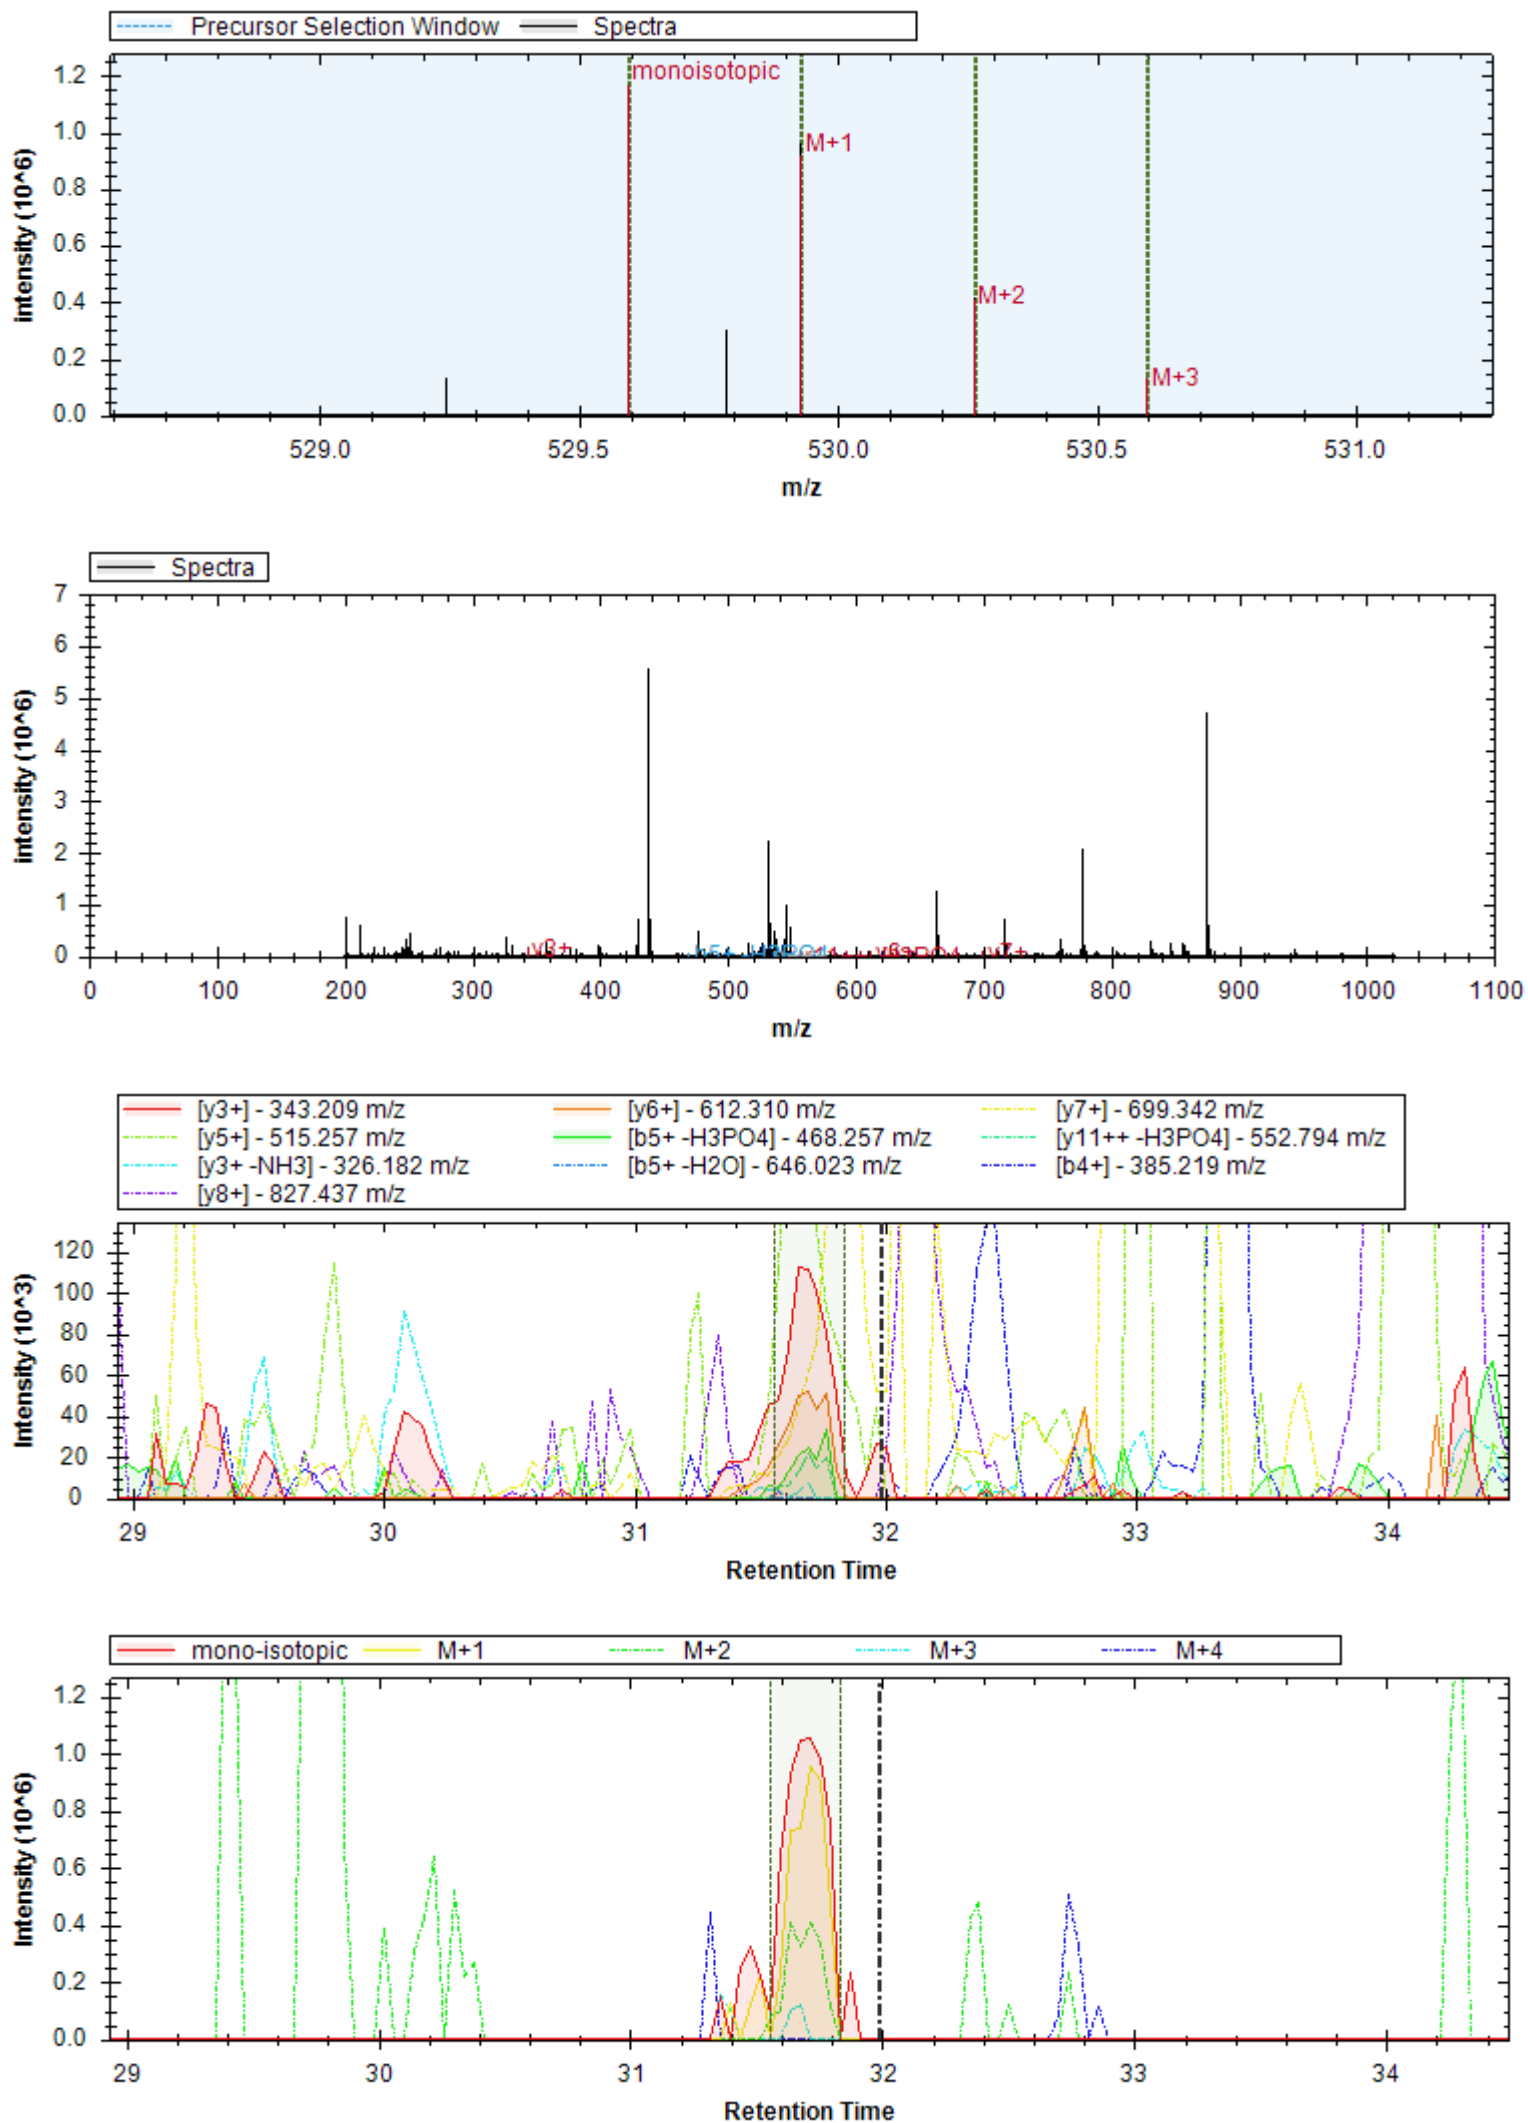 Precursor Selection Window Spectra
monoisotopic
M+1
M+2
M+3
intensity (10^6)
1.2
1.0
0.8
0.6
0.4
0.2
0.0
529.0 529.5 530.0 530.5 531.0
m/z
Spectra
intensity (10^6)
7
6
5
4
3
2
1
0
y3+ y7+
0 100 200 300 400 500 600 700 800 900 1000 1100
m/z
[y3+] - 343.209 m/z [y6+] - 612.310 m/z [y7+] - 699.342 m/z
[y5+] - 515.257 m/z [b5+ -H3PO4] - 468.257 m/z [y11++ -H3PO4] - 552.794 m/z
[y3+ -NH3] - 326.182 m/z [b5+ -H2O] - 646.023 m/z [b4+] - 385.219 m/z
[y8+] - 827.437 m/z
Intensity (10^3)
120
100
80
60
40
20
0
29 30 31 32 33 34
Retention Time
mono-isotopic M+1 M+2 M+3 M+4
Intensity (10^6)
1.2
1.0
0.8
0.6
0.4
0.2
0.0
29 30 31 32 33 34
Retention Time